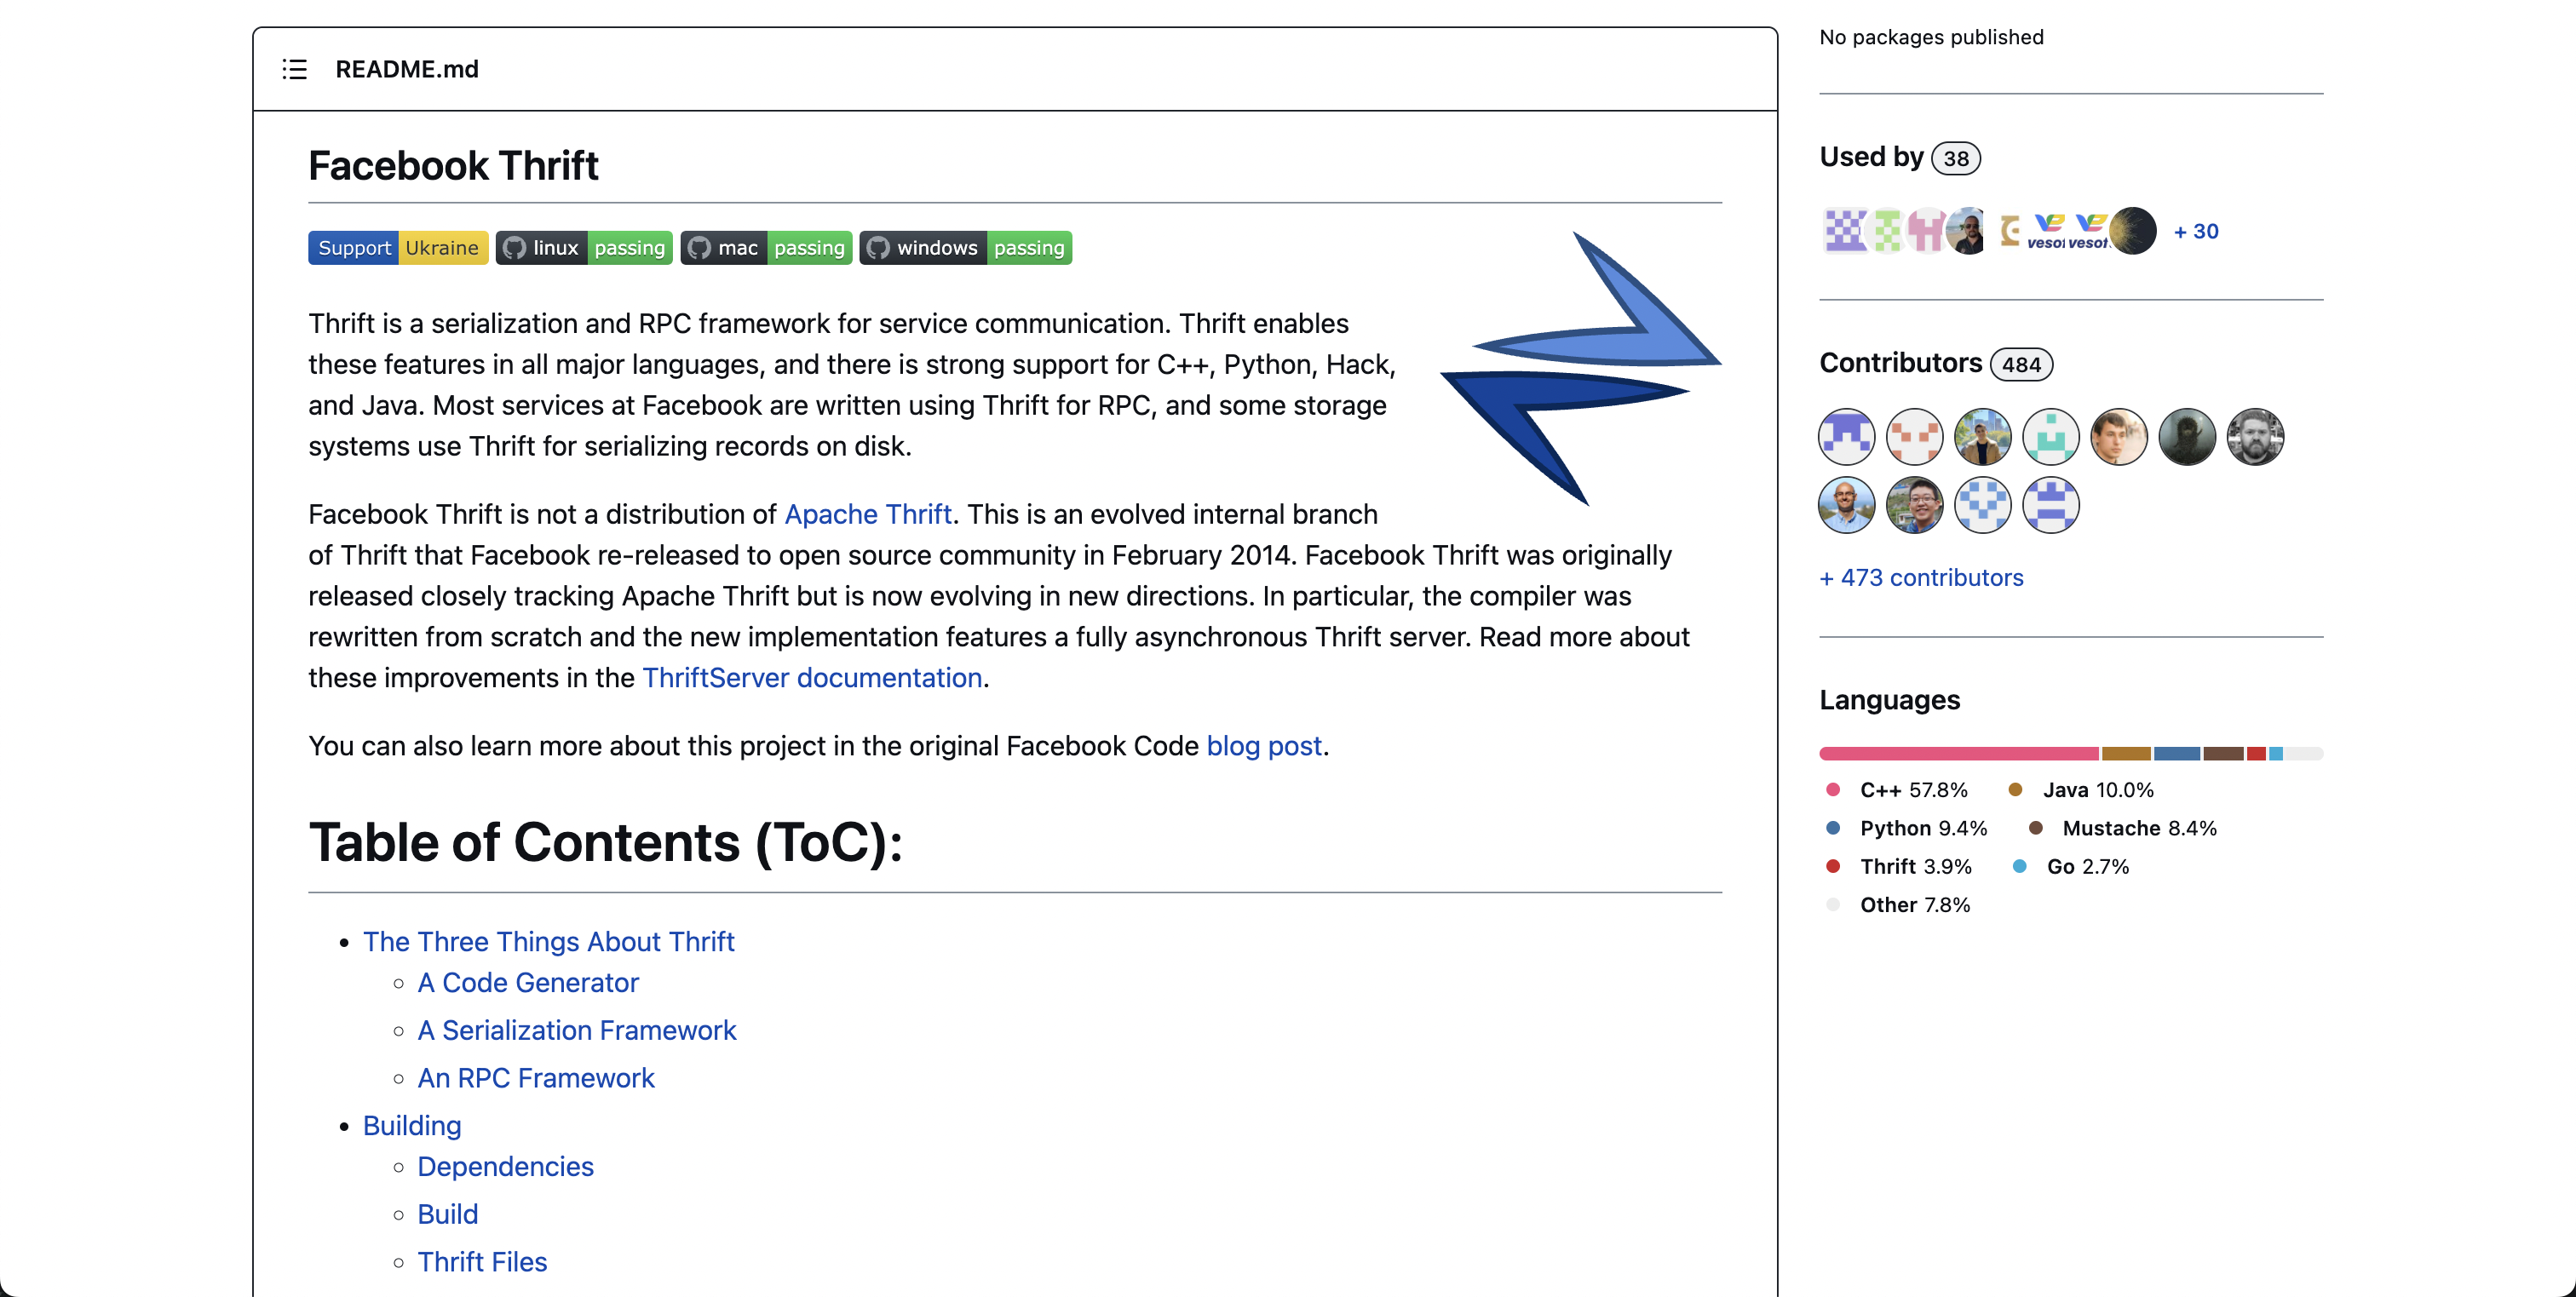 README.md
Facebook Thrift
Support Ukraine linux passing mac passing windows passing
Thrift is a serialization and RPC framework for service communication. Thrift enables
these features in all major languages, and there is strong support for C++, Python, Hack,
and Java. Most services at Facebook are written using Thrift for RPC, and some storage
systems use Thrift for serializing records on disk.
Facebook Thrift is not a distribution of Apache Thrift. This is an evolved internal branch
of Thrift that Facebook re-released to open source community in February 2014. Facebook Thrift was originally
released closely tracking Apache Thrift but is now evolving in new directions. In particular, the compiler was
rewritten from scratch and the new implementation features a fully asynchronous Thrift server. Read more about
these improvements in the ThriftServer documentation.
You can also learn more about this project in the original Facebook Code blog post.
Table of Contents (ToC):
The Three Things About Thrift
A Code Generator
A Serialization Framework
An RPC Framework
Building
Dependencies
Build
Thrift Files
No packages published
Used by 38
+ 30
Contributors 484
+ 473 contributors
Languages
C++ 57.8% Java 10.0%
Python 9.4% Mustache 8.4%
Thrift 3.9% Go 2.7%
Other 7.8%